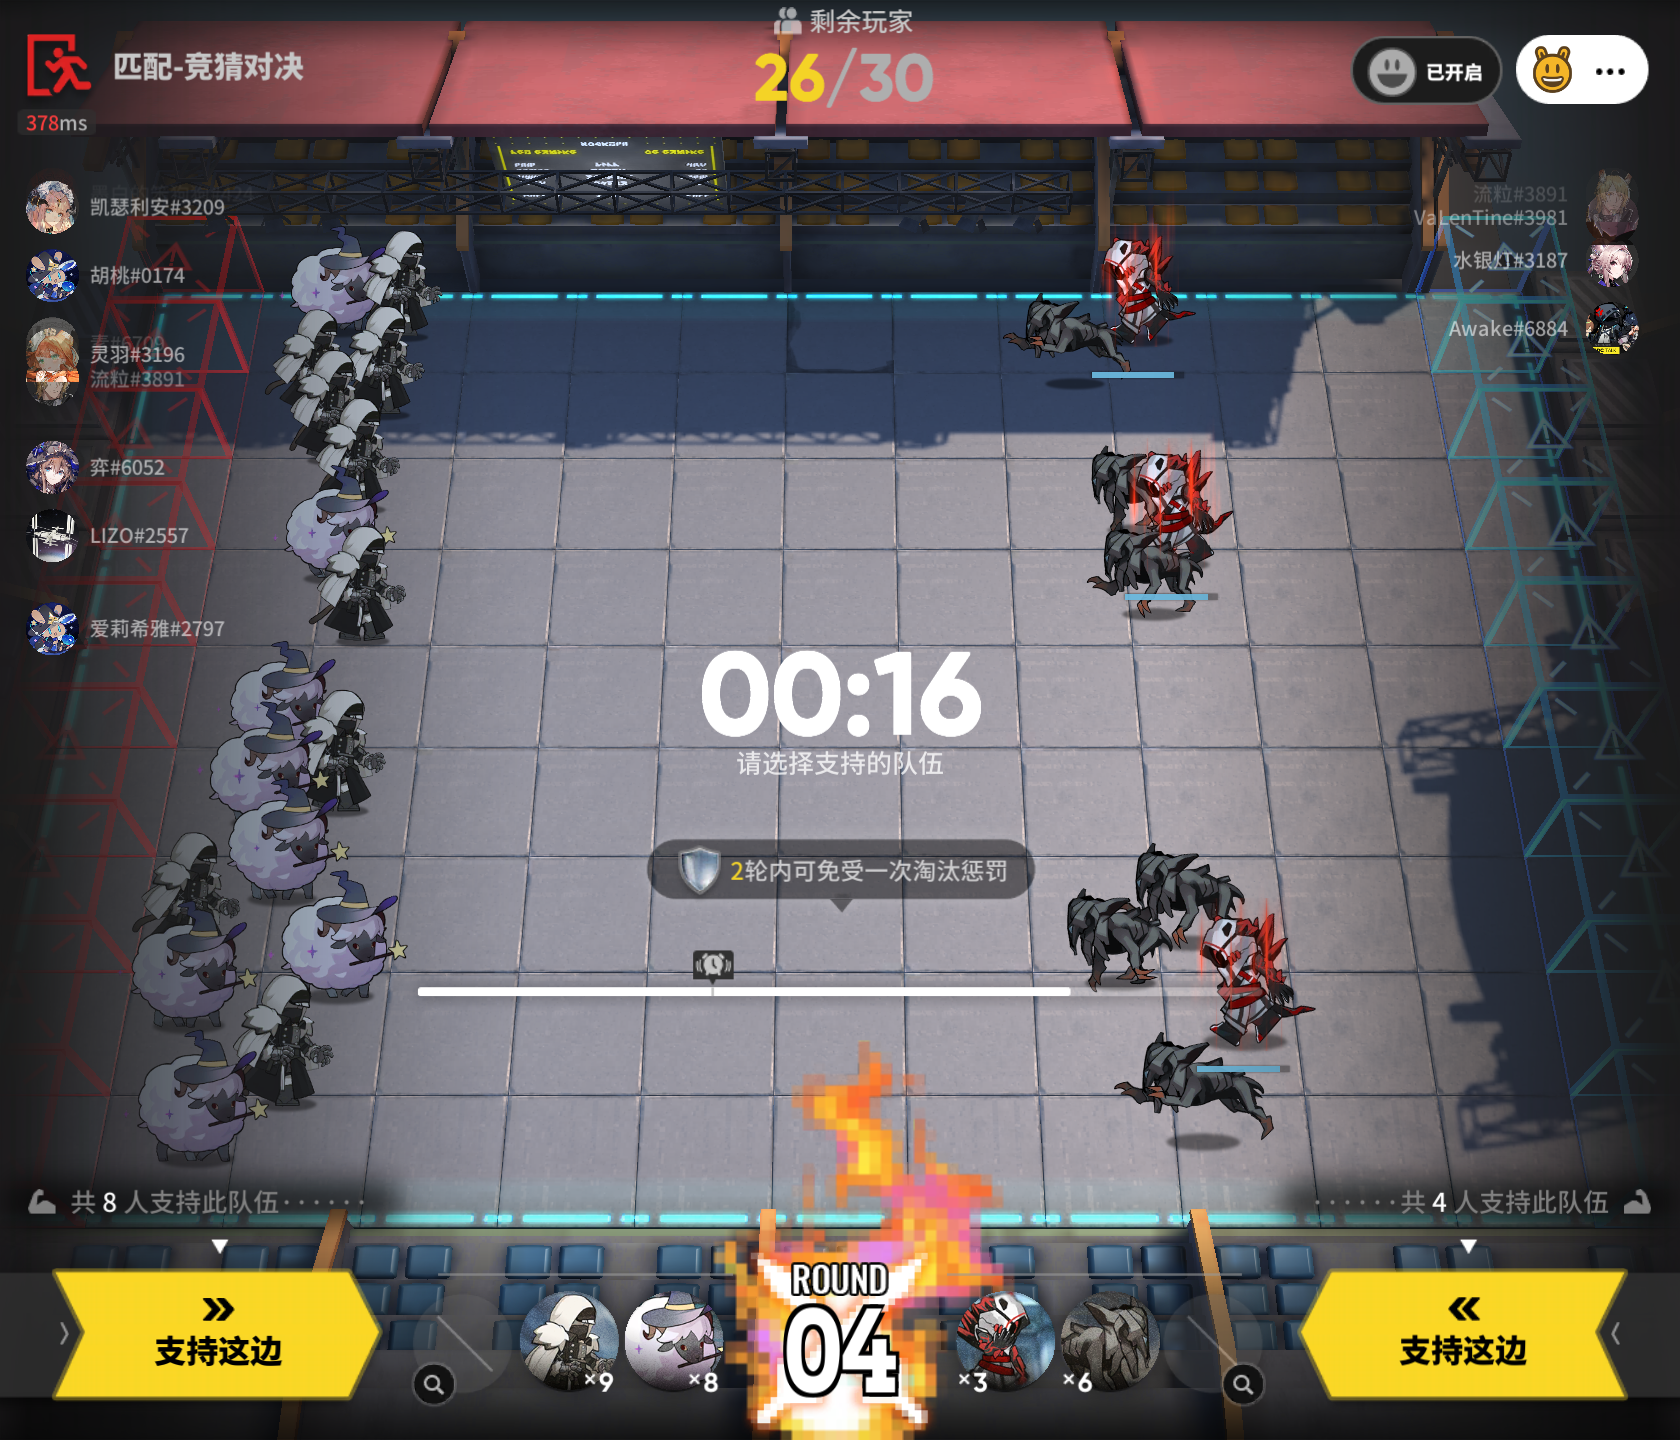 剩余玩家
26/30
匹配-竞猜对决
378ms
已开启
凯瑟利安#3209
胡桃#0174
灵羽#3196
流粒#3891
弈#6052
LIZO#2557
爱莉希雅#2797
流粒#3891
VaLenTine#3981
水银灯#3187
Awake#6884
00:16
请选择支持的队伍
2轮内可免受一次淘汰惩罚
共 8 人支持此队伍
共 4 人支持此队伍
支持这边
×9
×8
ROUND
04
×3
×6
支持这边